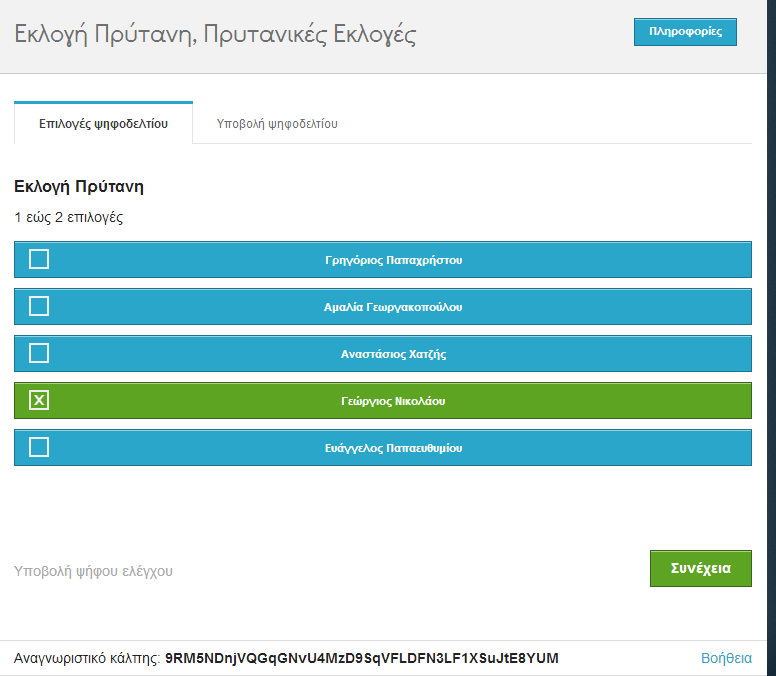 Εκλογή Πρύτανη, Πρυτανικές Εκλογές
Πληροφορίες
Επιλογές ψηφοδελτίου
Υποβολή ψηφοδελτίου
Εκλογή Πρύτανη
1 εώς 2 επιλογές
Γρηγόριος Παπαχρήστου
Αμαλία Γεωργακοπούλου
Αναστάσιος Χατζής
X Γεώργιος Νικολάου
Ευάγγελος Παπαευθυμίου
Υποβολή ψήφου ελέγχου
Συνέχεια
Αναγνωριστικό κάλπης: 9RM5NDnjVQGqGNvU4MzD9SqVFLDFN3LF1XSuJtE8YUM
Βοήθεια